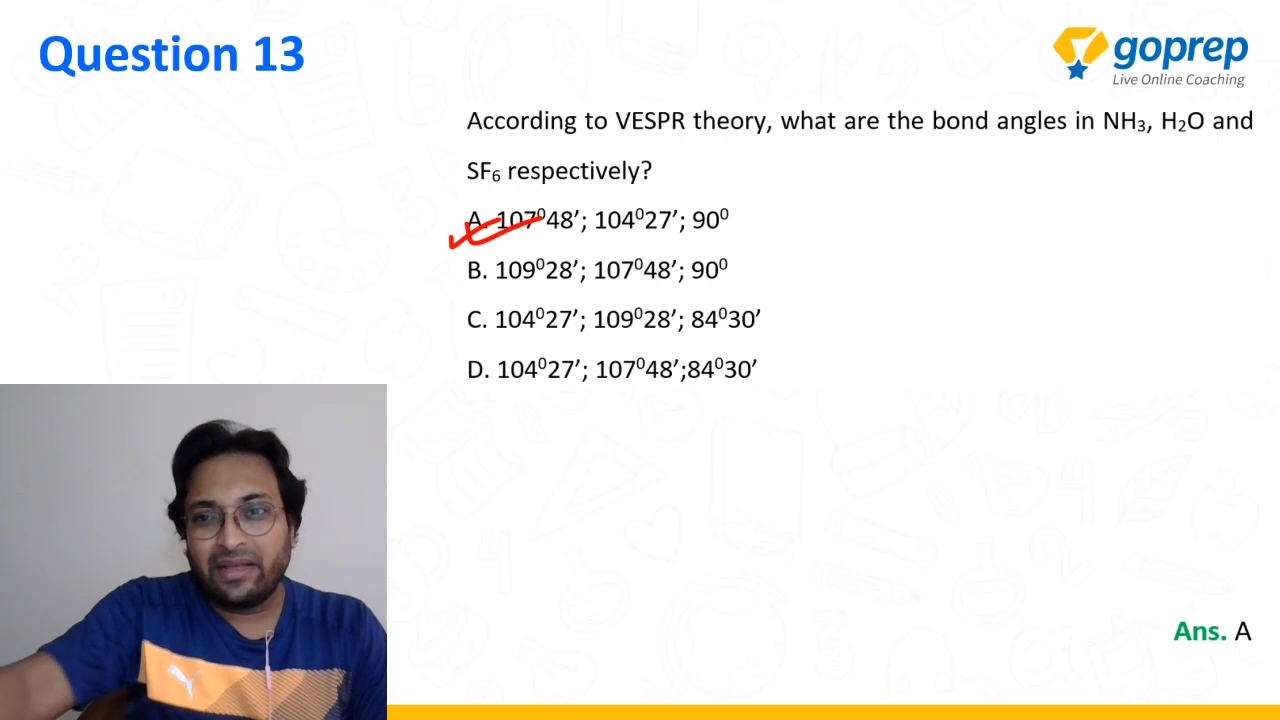 Question 13
goprep
Live Online Coaching
According to VESPR theory, what are the bond angles in NH₃, H₂O and
SF₆ respectively?
A. 107⁰48’; 104⁰27’; 90⁰
B. 109⁰28’; 107⁰48’; 90⁰
C. 104⁰27’; 109⁰28’; 84⁰30’
D. 104⁰27’; 107⁰48’;84⁰30’
Ans. A